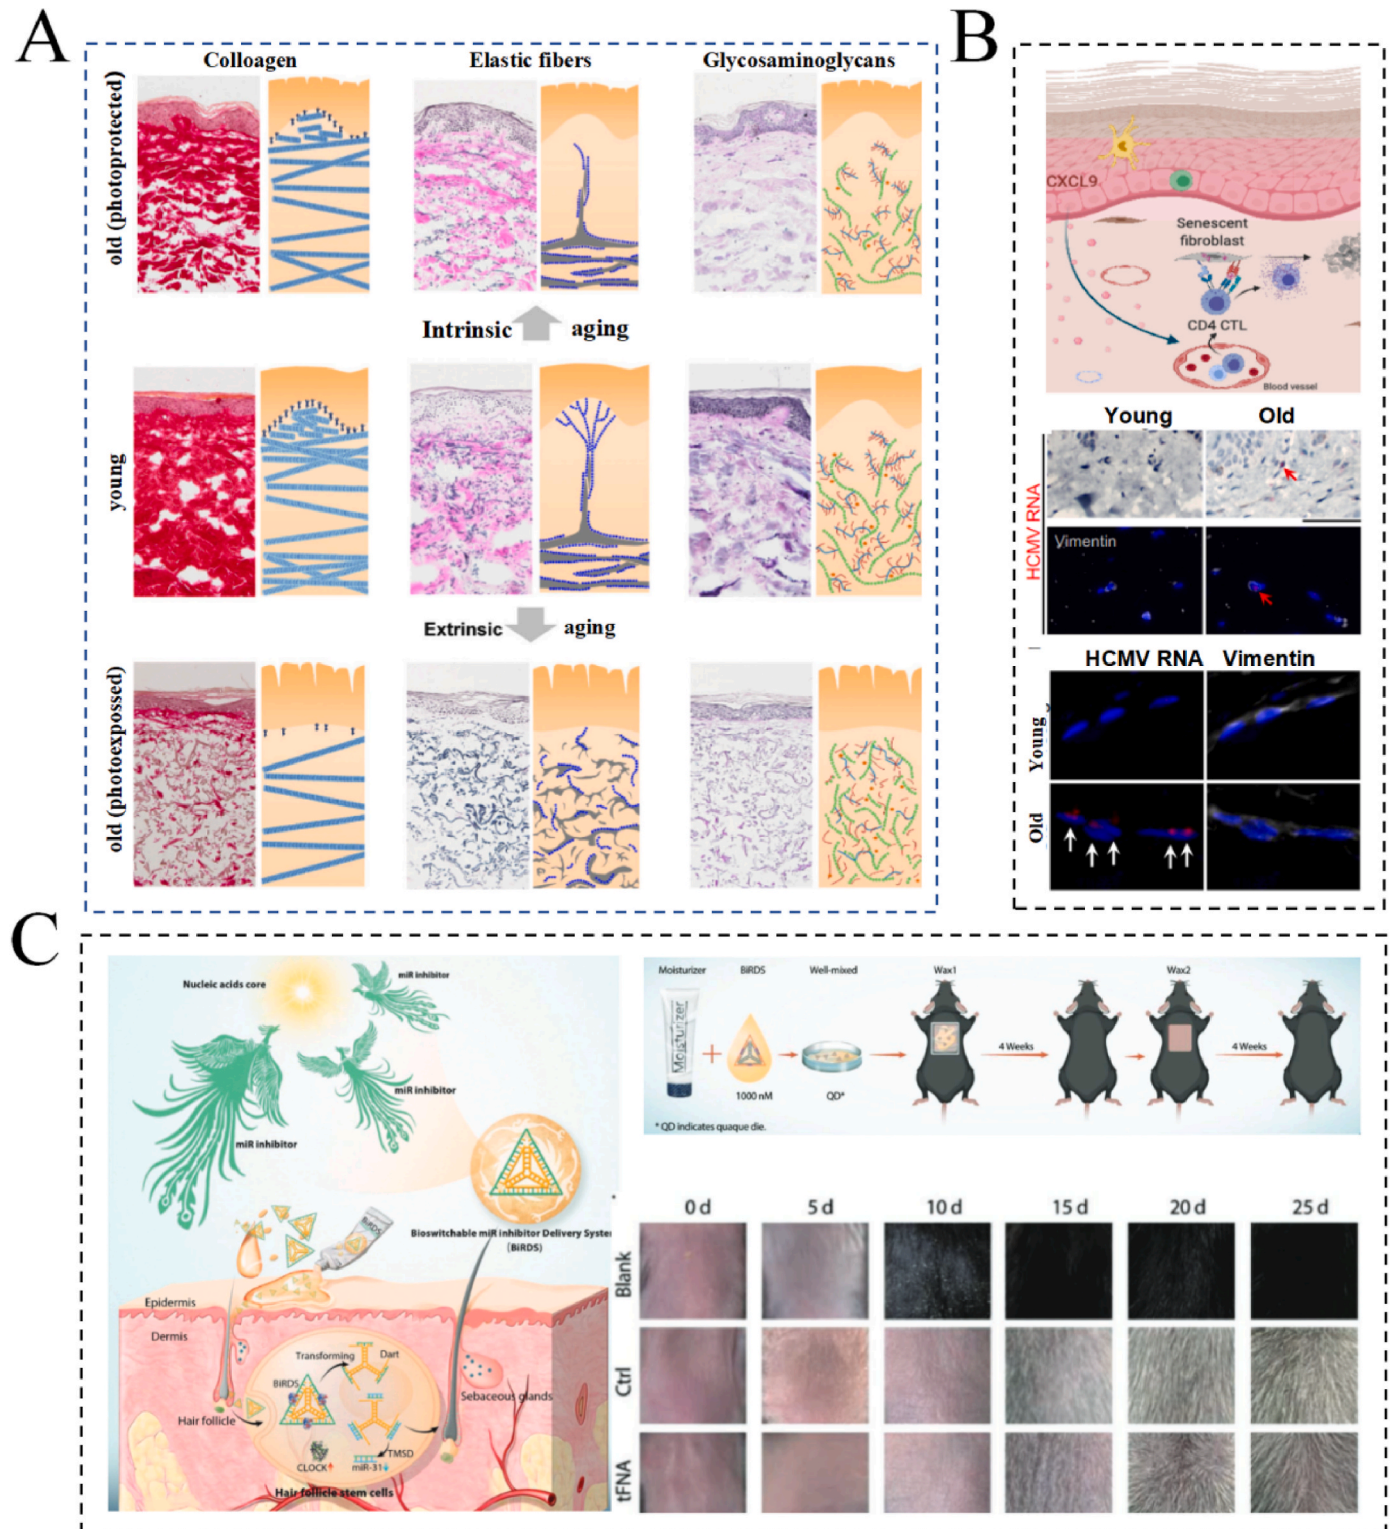 A
Colloagen
Elastic fibers
Glycosaminoglycans
old (photoprotected)
Intrinsic
aging
young
Extrinsic
aging
old (photoexpossed)
B
CXCL9
Senescent
fibroblast
CD4 CTL
Blood vessel
Young
Old
HCMV RNA
Vimentin
HCMV RNA
Vimentin
Young
Old
C
Nucleic acids core
miR inhibitor
miR inhibitor
miR inhibitor
Bioswitchable miR inhibitor Delivery System
(BiRDS)
BiRDS
Epidermis
Dermis
Transforming
Dart
BiRDS
Sebaceous glands
Hair follicle
TMSD
CLOCK
miR-31
Hair follicle stem cells
Moisturizer
BiRDS
Well-mixed
Wax1
Wax2
Moisturizer
4 Weeks
4 Weeks
1000 nM
QD*
* QD indicates quaque die.
0 d
5 d
10 d
15 d
20 d
25 d
Blank
Ctrl
tFNA